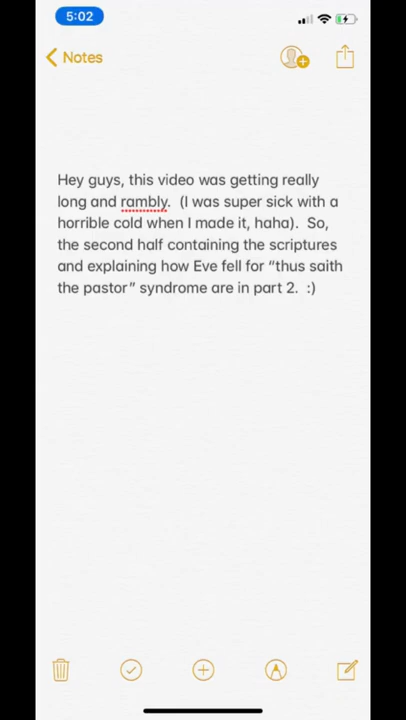 5:02
Notes
Hey guys, this video was getting really
long and rambly.  (I was super sick with a
horrible cold when I made it, haha).  So,
the second half containing the scriptures
and explaining how Eve fell for “thus saith
the pastor” syndrome are in part 2.  :)